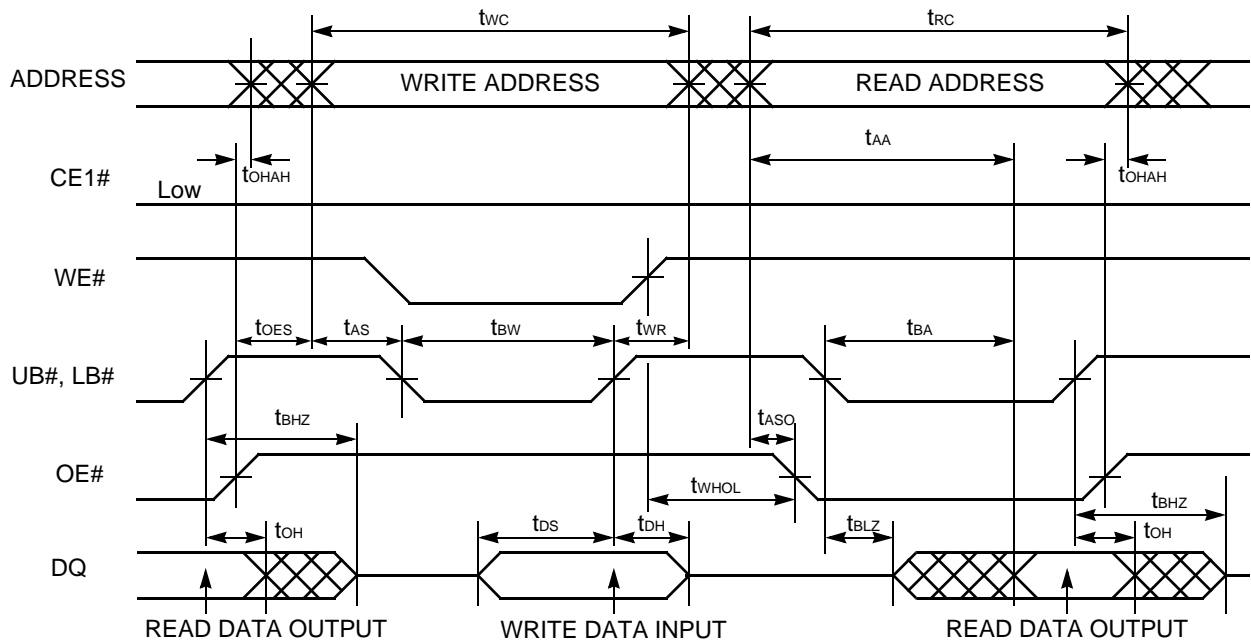 tWC
tRC
ADDRESS
WRITE ADDRESS
READ ADDRESS
tAA
CE1#
tOHAH
tOHAH
Low
WE#
tOES
tAS
tBW
tWR
tBA
UB#, LB#
tBHZ
tASO
OE#
tWHOL
tBHZ
tOH
tDS
tDH
tBLZ
tOH
DQ
READ DATA OUTPUT
WRITE DATA INPUT
READ DATA OUTPUT